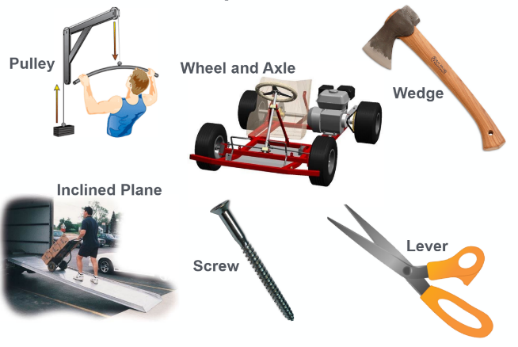 Pulley
Wheel and Axle
Wedge
Inclined Plane
Screw
Lever